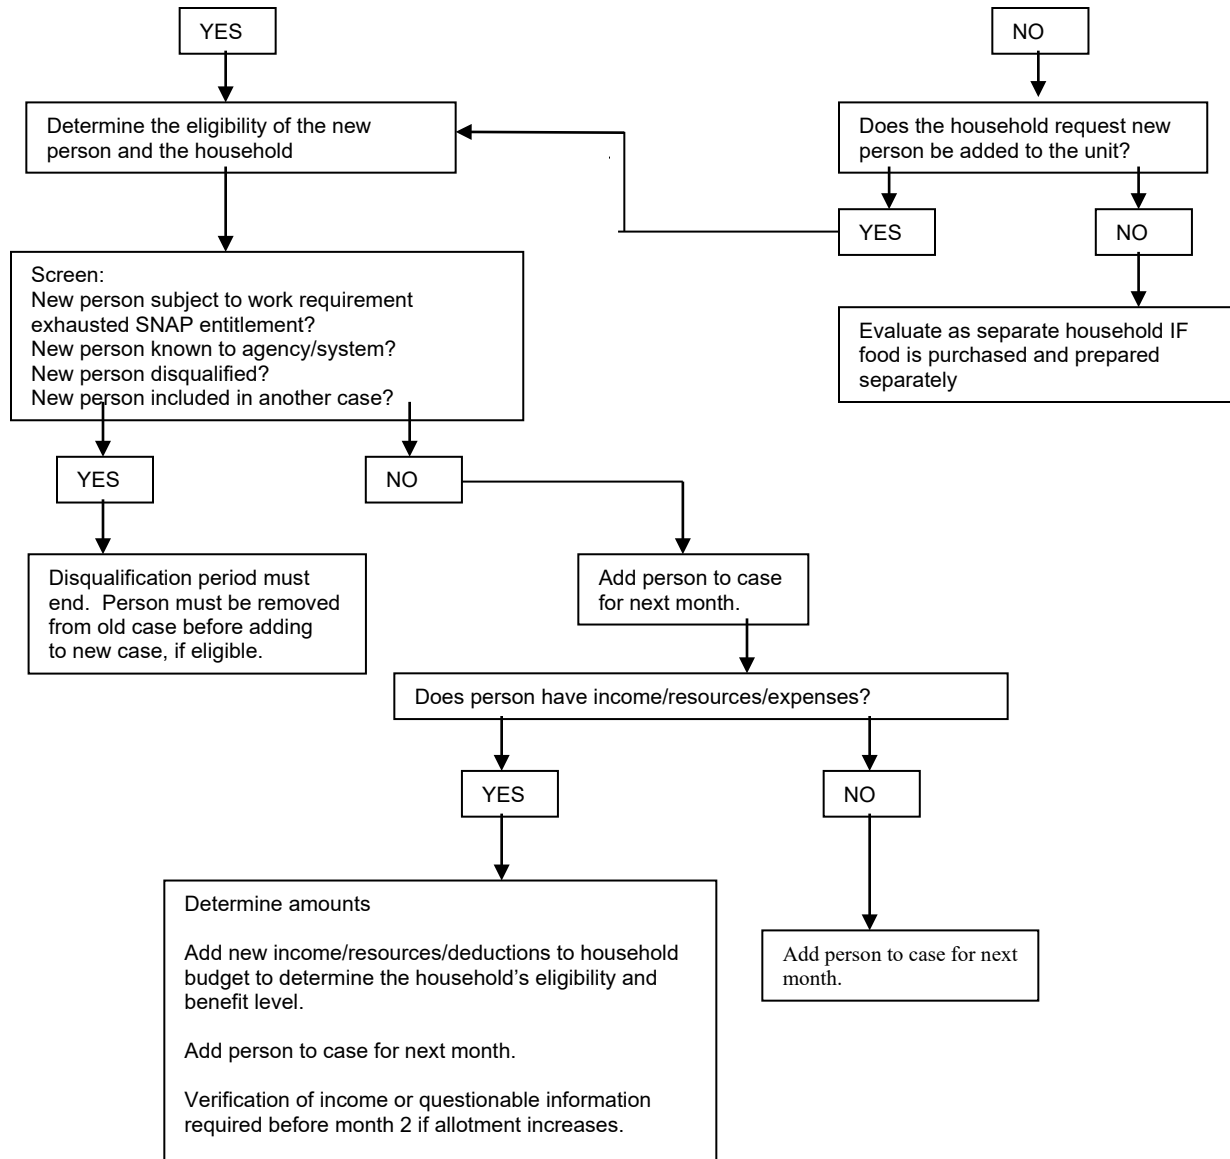 YES
NO
Determine the eligibility of the new
person and the household
Does the household request new
person be added to the unit?
YES
NO
Screen:
New person subject to work requirement
exhausted SNAP entitlement?
New person known to agency/system?
New person disqualified?
New person included in another case?
Evaluate as separate household IF
food is purchased and prepared
separately
YES
NO
Disqualification period must
end.  Person must be removed
from old case before adding
to new case, if eligible.
Add person to case
for next month.
Does person have income/resources/expenses?
YES
NO
Determine amounts
Add new income/resources/deductions to household
budget to determine the household’s eligibility and
benefit level.
Add person to case for next month.
Verification of income or questionable information
required before month 2 if allotment increases.
Add person to case for next
month.